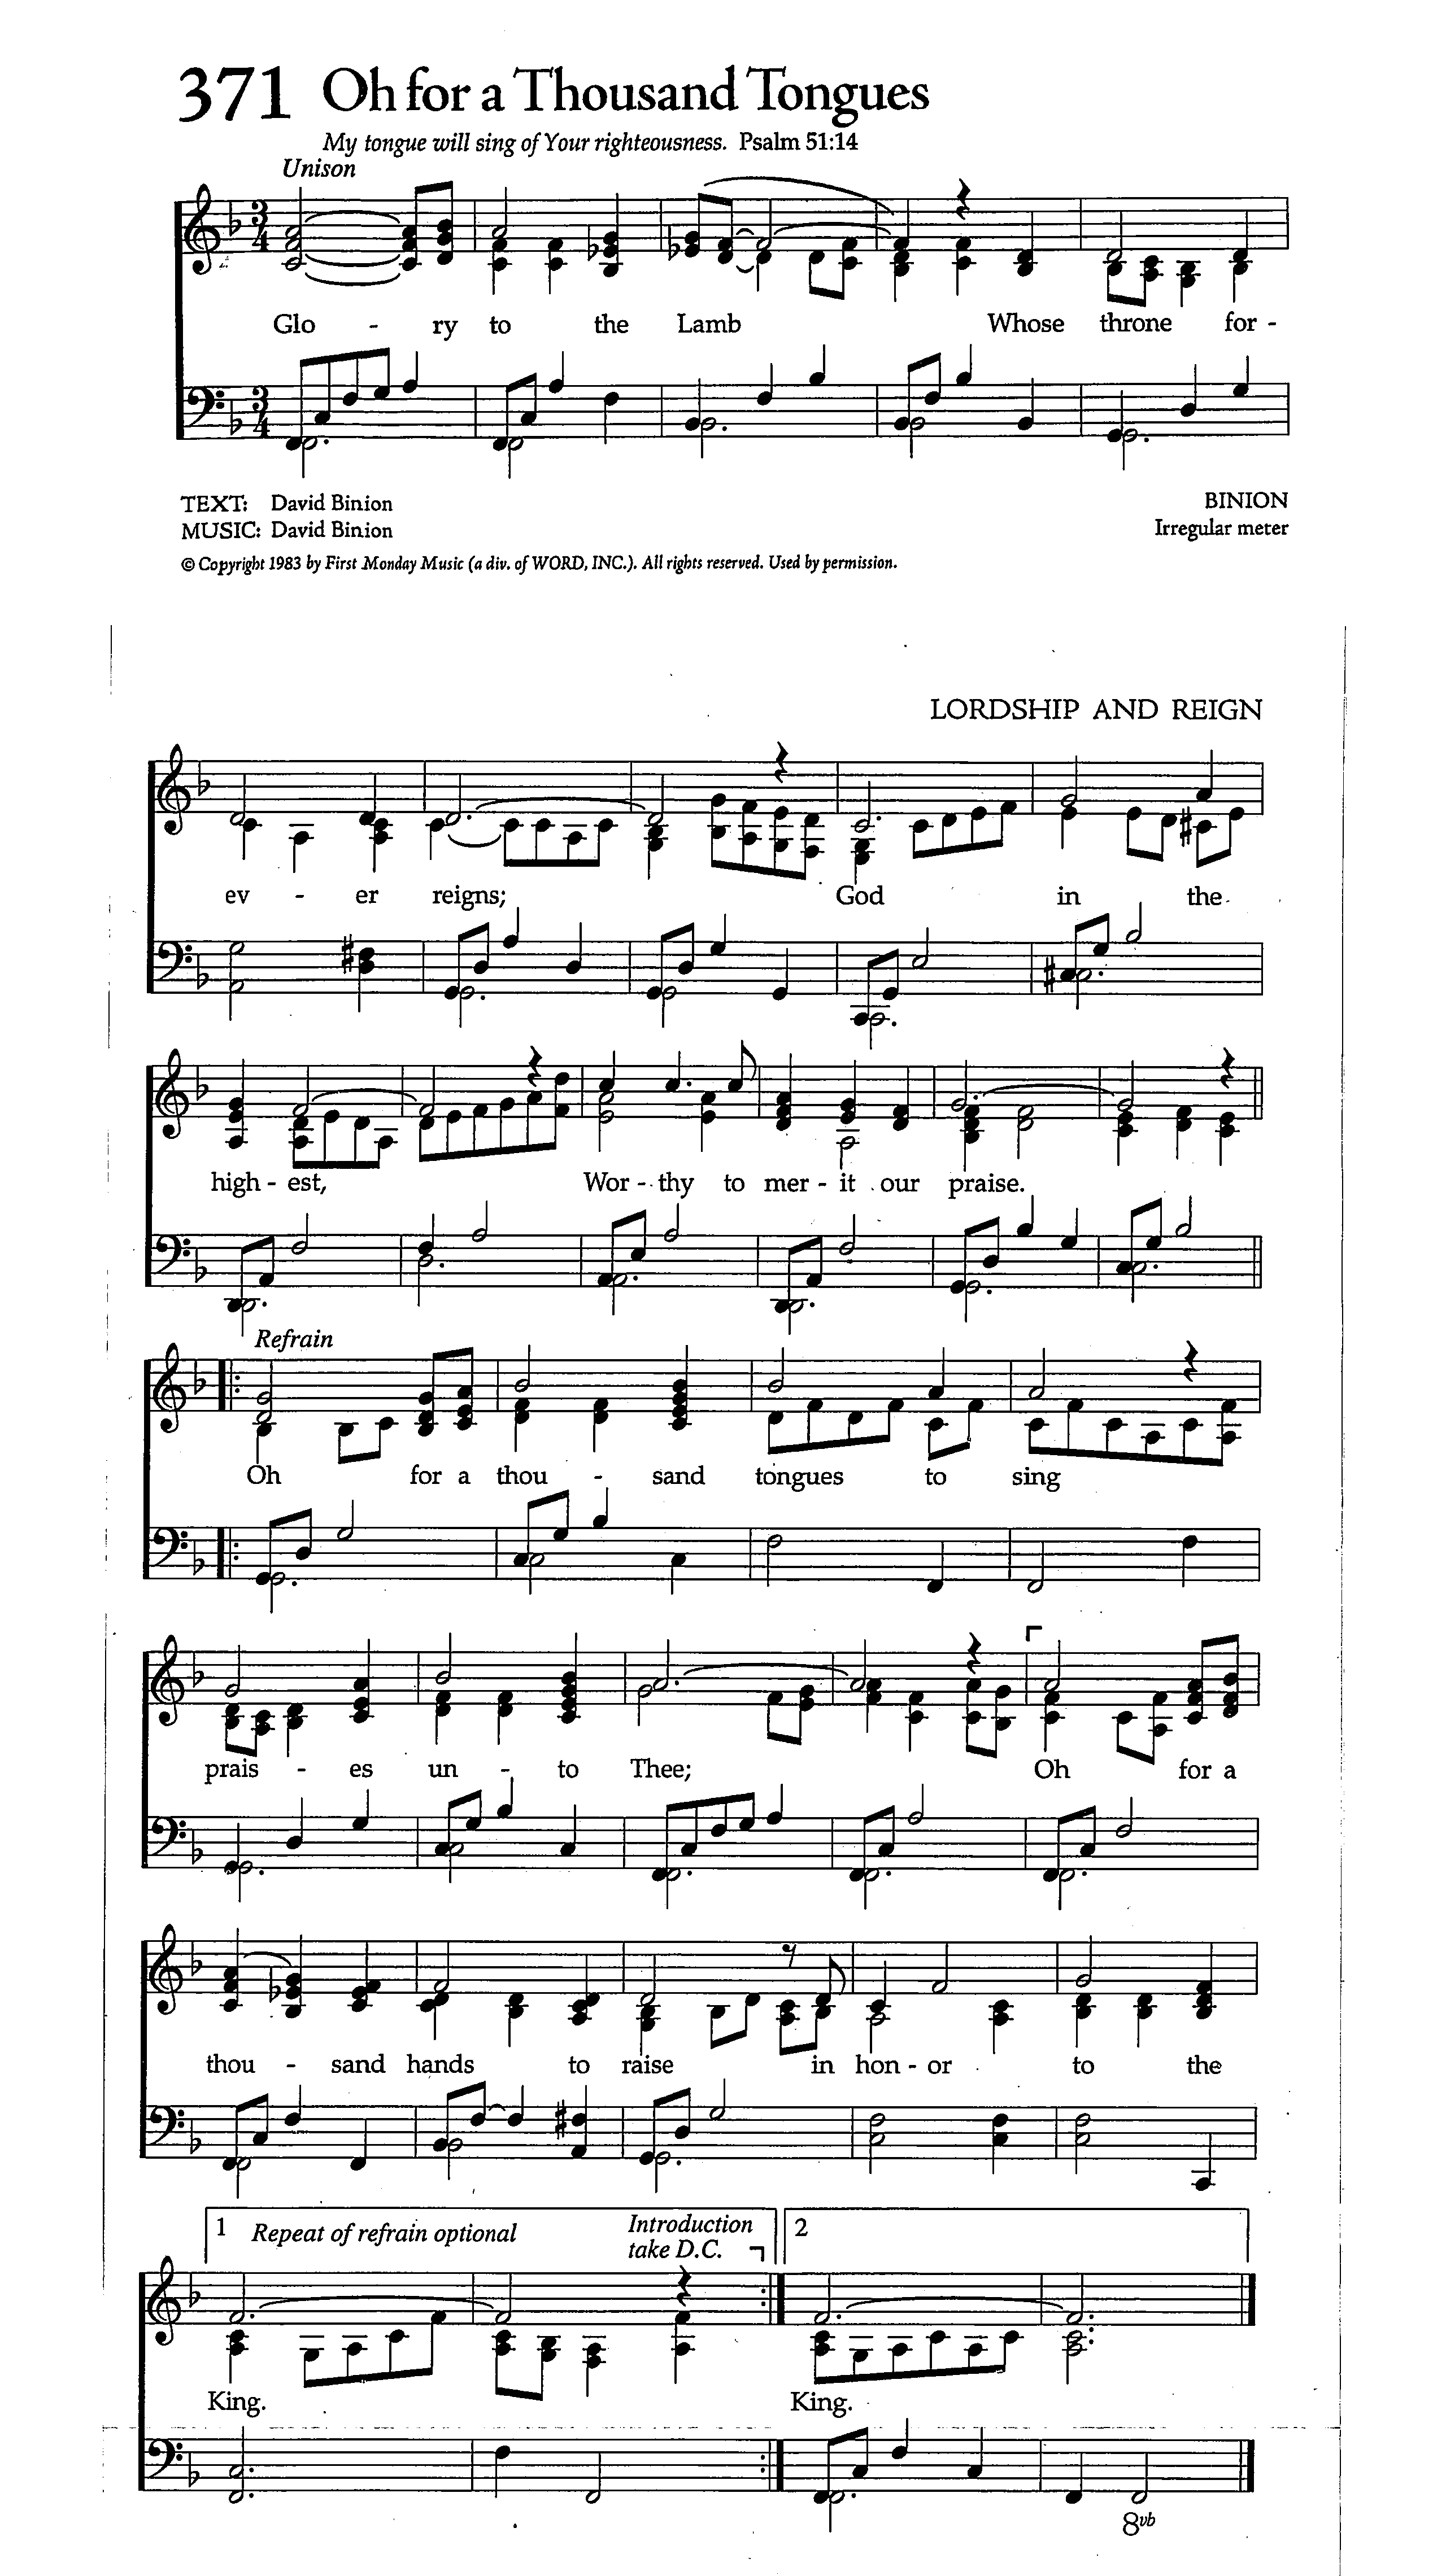 371 Oh for a Thousand Tongues
My tongue will sing of Your righteousness. Psalm 51:14
Unison
3 3
4 4
Glo - ry to the Lamb Whose throne for -
TEXT: David Binion
MUSIC: David Binion
BINION
Irregular meter
© Copyright 1983 by First Monday Music (a div. of WORD, INC.). All rights reserved. Used by permission.
LORDSHIP AND REIGN
ev - er reigns; God in the
high - est, Wor - thy to mer - it our praise.
Refrain
Oh for a thou - sand tongues to sing
prais - es un - to Thee; Oh for a
thou - sand hands to raise in hon - or to the
1 Repeat of refrain optional Introduction
take D.C. 2
King. King.
8vb